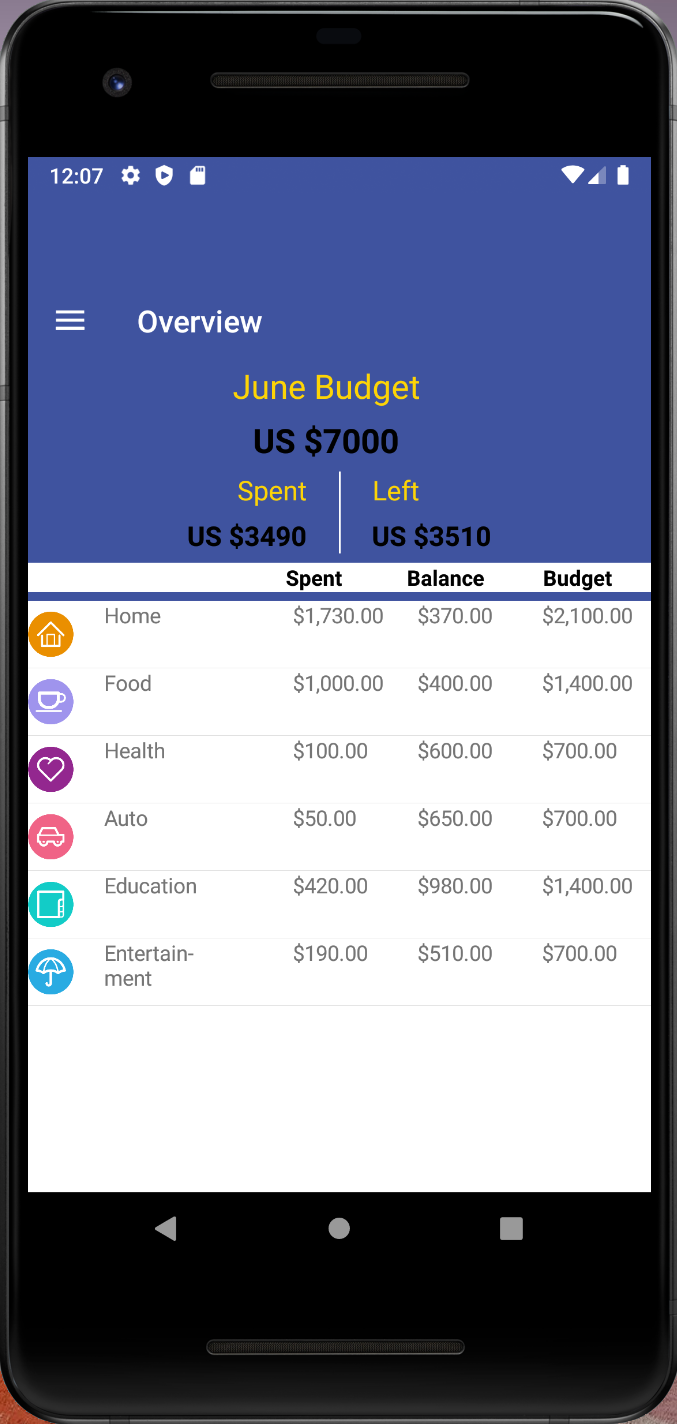 12:07
Overview
June Budget
US $7000
Spent Left
US $3490 US $3510
Spent Balance Budget
Home $1,730.00 $370.00 $2,100.00
Food $1,000.00 $400.00 $1,400.00
Health $100.00 $600.00 $700.00
Auto $50.00 $650.00 $700.00
Education $420.00 $980.00 $1,400.00
Entertain- $190.00 $510.00 $700.00
ment